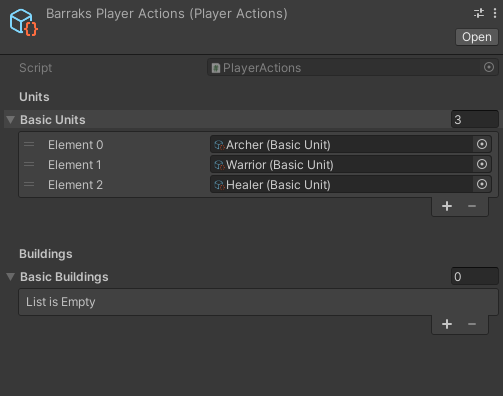 Barraks Player Actions (Player Actions)
Open
Script PlayerActions
Units
Basic Units 3
Element 0 Archer (Basic Unit)
Element 1 Warrior (Basic Unit)
Element 2 Healer (Basic Unit)
+ −
Buildings
Basic Buildings 0
List is Empty
+ −